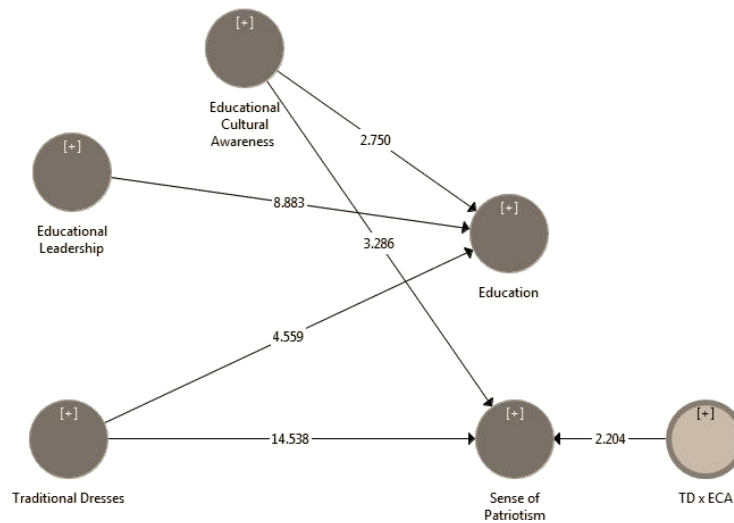 [+]
Educational
Cultural
Awareness
2.750
[+]
Educational
Leadership
8.883
[+]
Education
3.286
4.559
[+]
Traditional Dresses
14.538
[+]
Sense of
Patriotism
2.204
[+]
TD x ECA